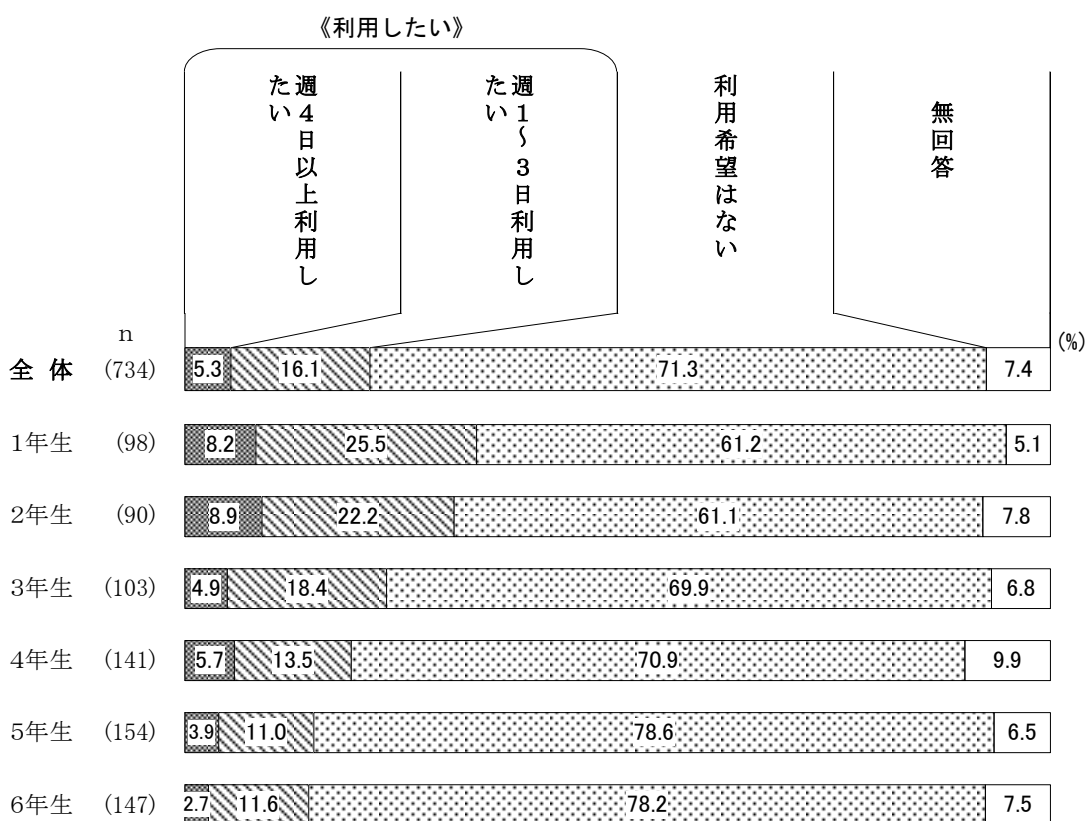 《利用したい》
週4日以上利用し
たい
週1～3日利用し
たい
利用希望はない
無回答
n
(%)
全体 (734) 5.3 16.1 71.3 7.4
1年生 (98) 8.2 25.5 61.2 5.1
2年生 (90) 8.9 22.2 61.1 7.8
3年生 (103) 4.9 18.4 69.9 6.8
4年生 (141) 5.7 13.5 70.9 9.9
5年生 (154) 3.9 11.0 78.6 6.5
6年生 (147) 2.7 11.6 78.2 7.5